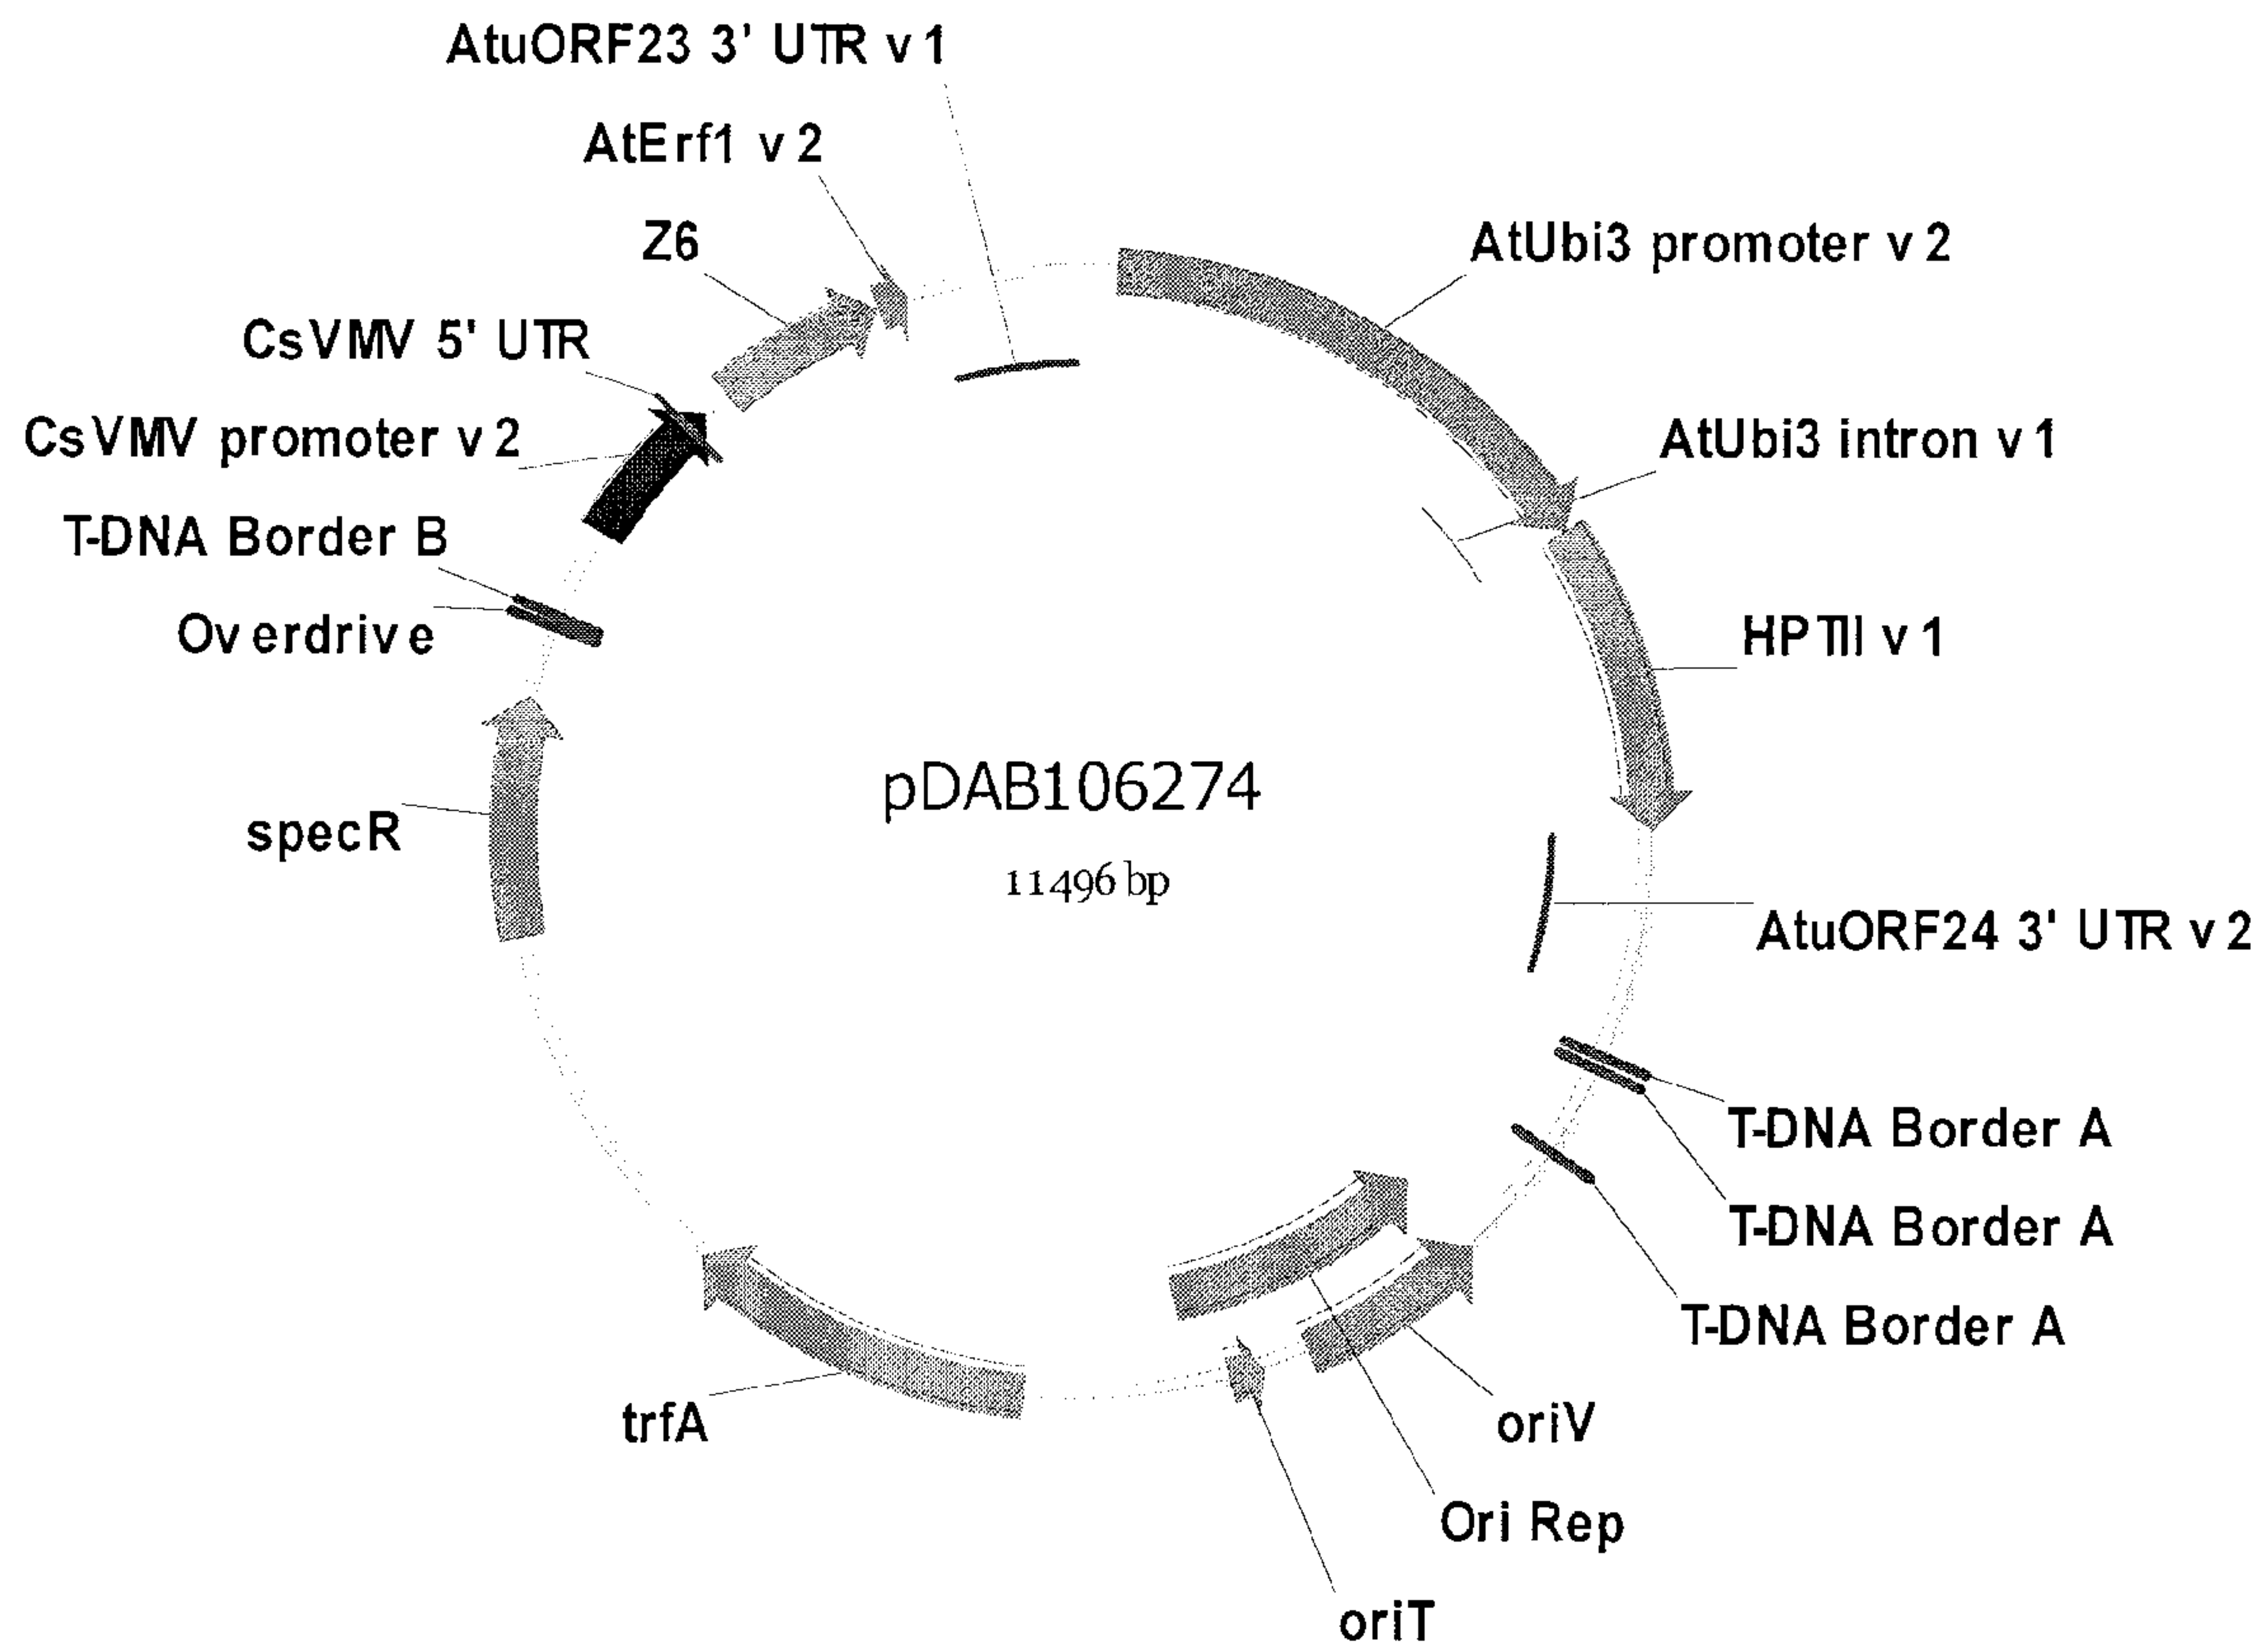 AtuORF23 3' UTR v1
AtErf1 v2
Z6
AtUbi3 promoter v2
CsVMV 5' UTR
CsVMV promoter v2
AtUbi3 intron v1
T-DNA Border B
Overdrive
HPTII v1
pDAB106274
specR
11496 bp
AtuORF24 3' UTR v2
T-DNA Border A
T-DNA Border A
T-DNA Border A
trfA
oriV
Ori Rep
oriT